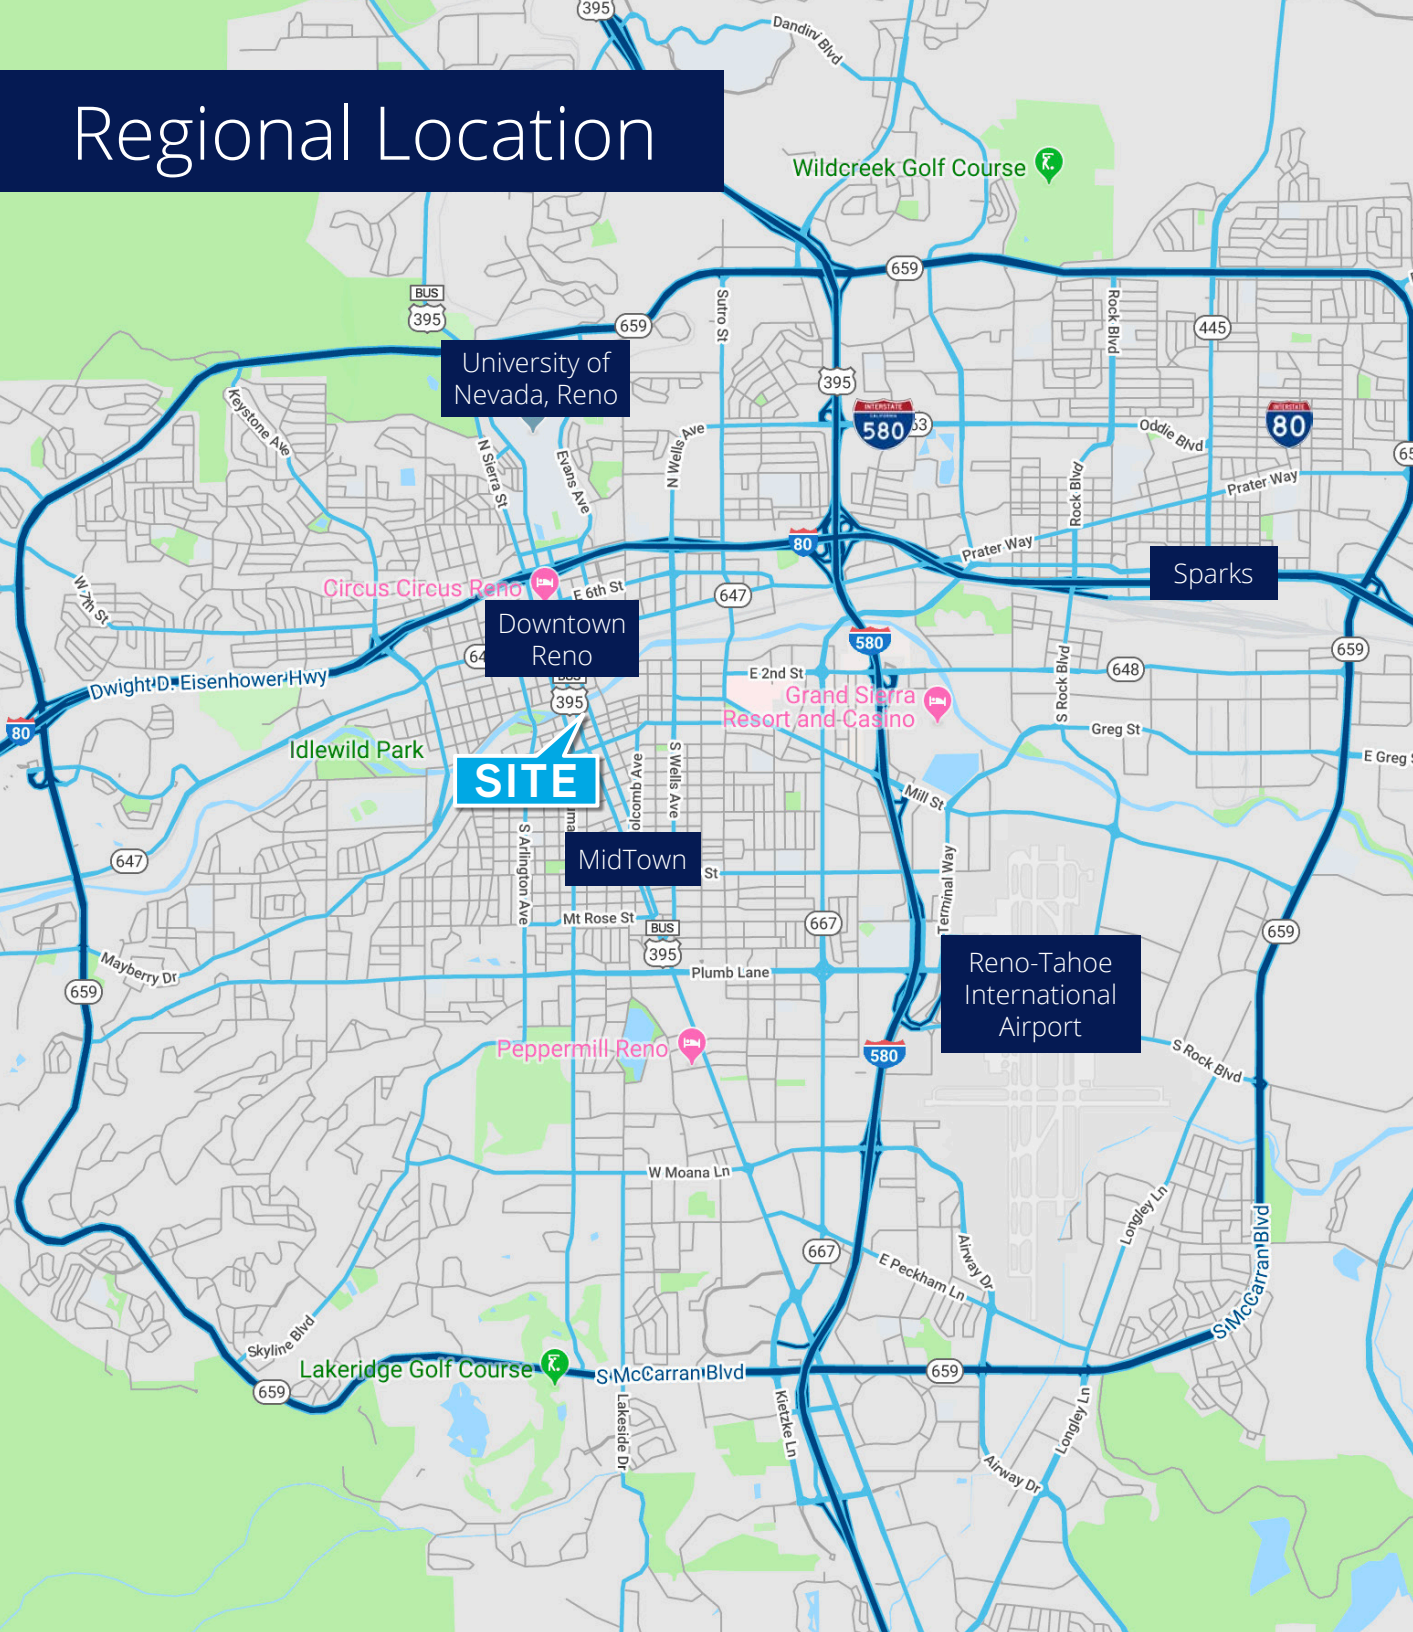 395
Dandini Blvd
Regional Location
Wildcreek Golf Course
659
BUS
395
Sutro St
Rock Blvd
659
445
University of
Nevada, Reno
395
Keystone Ave
INTERSTATE
CALIFORNIA
580
INTERSTATE
80
N Wells Ave
Oddie Blvd
N Sierra St
Evans Ave
Rock Blvd
Prater Way
80
Prater Way
Sparks
Circus Circus Reno
E 6th St
647
W 7th St
Downtown
Reno
580
659
E 2nd St
648
S Rock Blvd
Dwight D. Eisenhower Hwy
BUS
395
Grand Sierra
Resort and Casino
80
Greg St
Idlewild Park
E Greg
SITE
S Wells Ave
Mill St
S Arlington Ave
MidTown
647
St
Terminal Way
Mt Rose St
667
BUS
395
659
Mayberry Dr
Plumb Lane
Reno-Tahoe
International
Airport
659
Peppermill Reno
580
S Rock Blvd
W Moana Ln
Longley Ln
667
E Peckham Ln
Airway Dr
S McCarran Blvd
Skyline Blvd
Lakeridge Golf Course
S McCarran Blvd
659
659
Lakeside Dr
Kietzke Ln
Longley Ln
Airway Dr